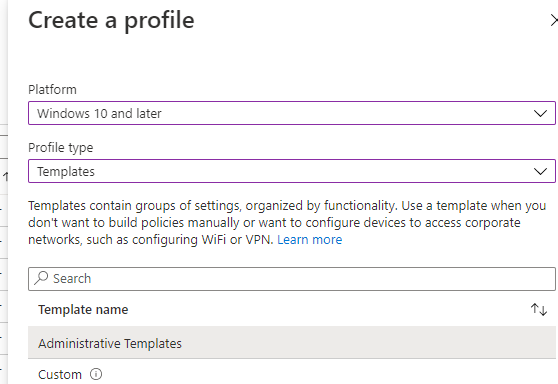 Create a profile
Platform
Windows 10 and later
Profile type
Templates
Templates contain groups of settings, organized by functionality. Use a template when you
don't want to build policies manually or want to configure devices to access corporate
networks, such as configuring WiFi or VPN. Learn more
Search
Template name
Administrative Templates
Custom